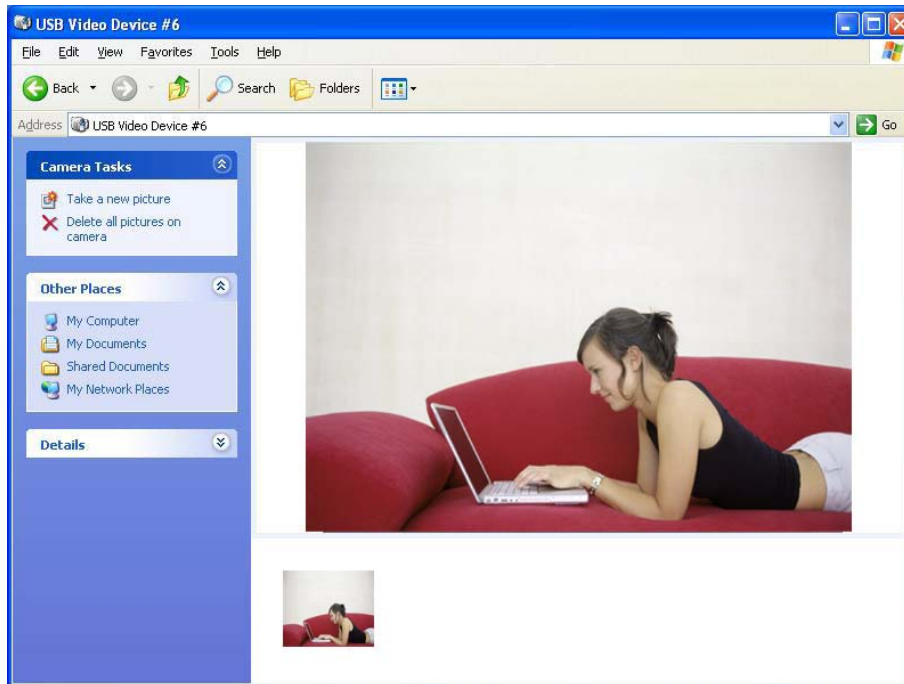 USB Video Device #6
File Edit View Favorites Tools Help
Back Search Folders
Address USB Video Device #6 Go
Camera Tasks
Take a new picture
Delete all pictures on
camera
Other Places
My Computer
My Documents
Shared Documents
My Network Places
Details